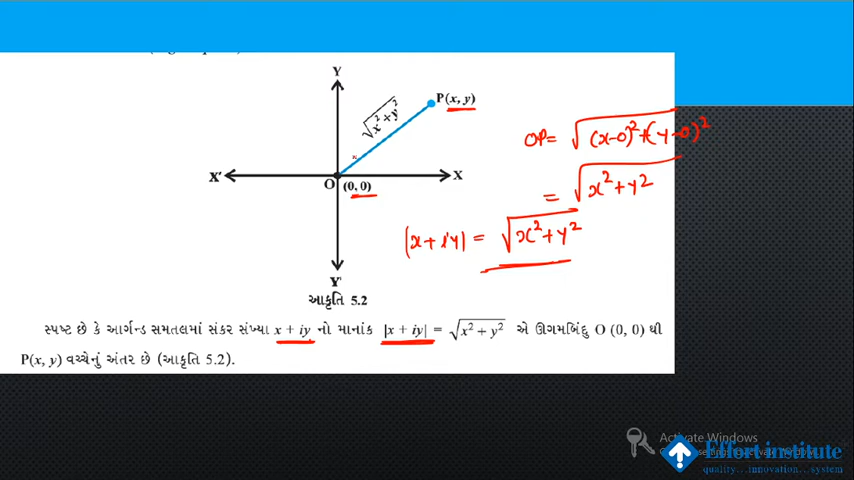 Y
P(x, y)
√x² + y²
OP = √(x-0)²+(y-0)²
X'
X
O
(0, 0)
= √x²+y²
|x+iy| = √x²+y²
Y'
આકૃતિ 5.2
સ્પષ્ટ છે કે આર્ગન્ડ સમતલમાં સંકર સંખ્યા x + iy નો માનાંક |x + iy| = √x² + y² એ ઊગમબિંદુ O (0, 0) થી
P(x, y) વચ્ચેનું અંતર છે (આકૃતિ 5.2).
Activate Windows
Effort institute
quality...innovation...system